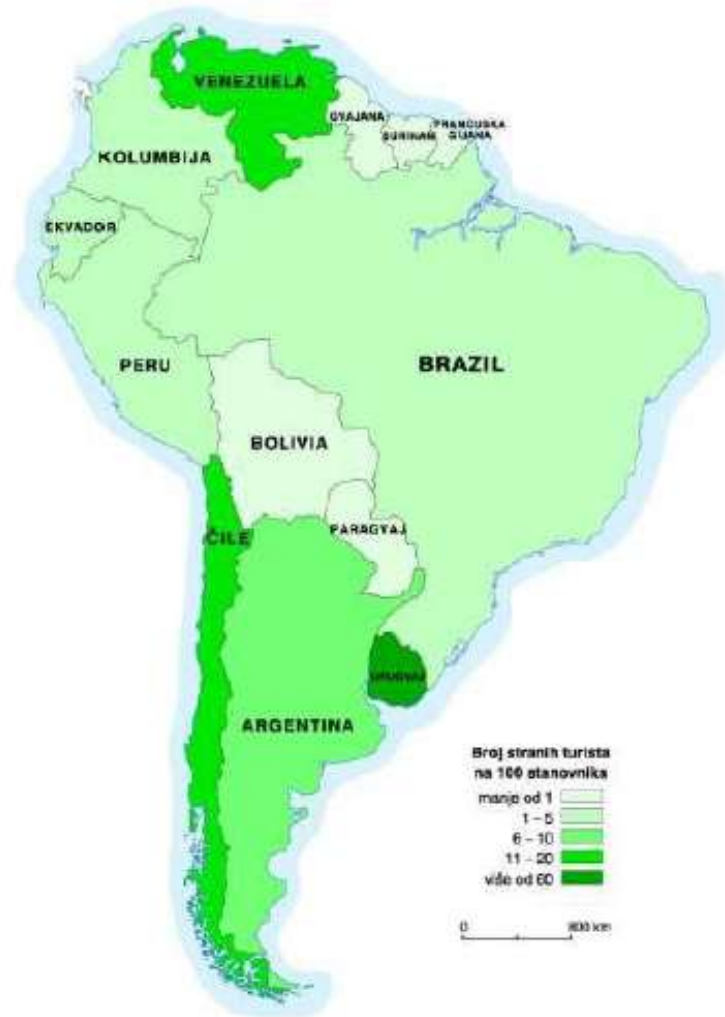 VENEZUELA
GVAJANA
SURINAM
FRANCUSKA
GIJANA
KOLUMBIJA
EKVADOR
PERU
BRAZIL
BOLIVIA
PARAGVAJ
ČILE
URUGVAJ
ARGENTINA
Broj stranih turista
na 100 stanovnika
manje od 1
1 – 5
6 – 10
11 – 20
više od 60
0 800 km